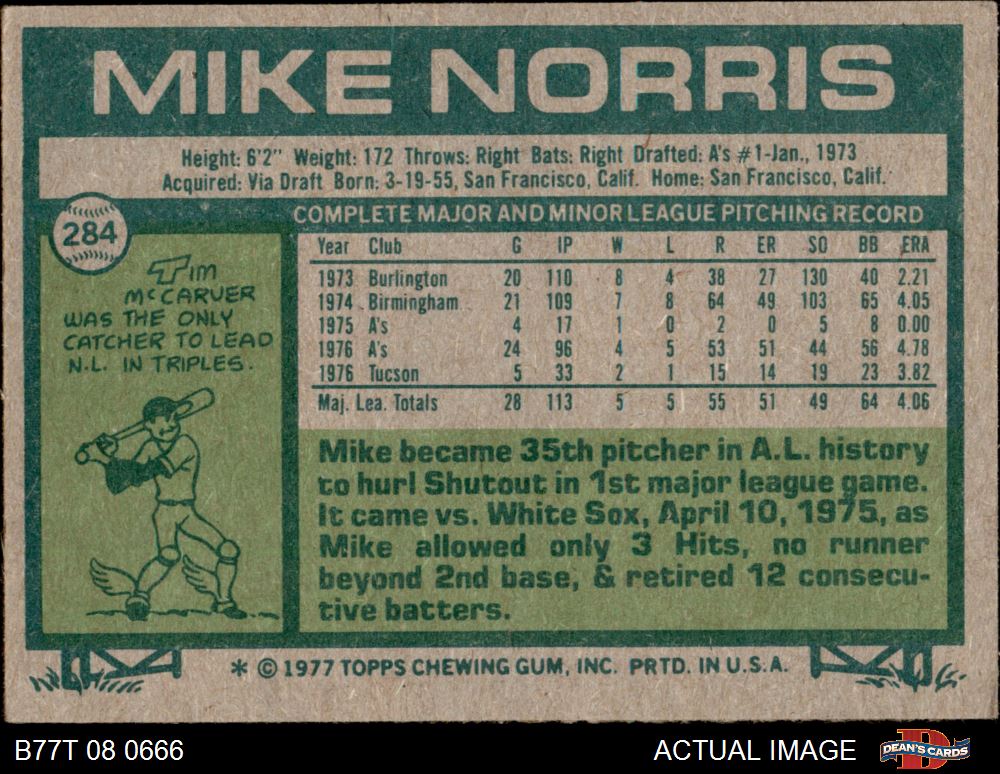 MIKE NORRIS
Height: 6'2" Weight: 172 Throws: Right Bats: Right Drafted: A's #1-Jan., 1973
Acquired: Via Draft Born: 3-19-55, San Francisco, Calif. Home: San Francisco, Calif.
284
TIM
McCARVER
WAS THE ONLY
CATCHER TO LEAD
N.L. IN TRIPLES.
COMPLETE MAJOR AND MINOR LEAGUE PITCHING RECORD
Year Club G IP W L R ER SO BB ERA
1973 Burlington 20 110 8 4 38 27 130 40 2.21
1974 Birmingham 21 109 7 8 64 49 103 65 4.05
1975 A's 4 17 1 0 2 0 5 8 0.00
1976 A's 24 96 4 5 53 51 44 56 4.78
1976 Tucson 5 33 2 1 15 14 19 23 3.82
Maj. Lea. Totals 28 113 5 5 55 51 49 64 4.06
Mike became 35th pitcher in A.L. history
to hurl Shutout in 1st major league game.
It came vs. White Sox, April 10, 1975, as
Mike allowed only 3 Hits, no runner
beyond 2nd base, & retired 12 consecu-
tive batters.
* © 1977 TOPPS CHEWING GUM, INC. PRTD. IN U.S.A.
B77T 08 0666
ACTUAL IMAGE
DEAN'S CARDS